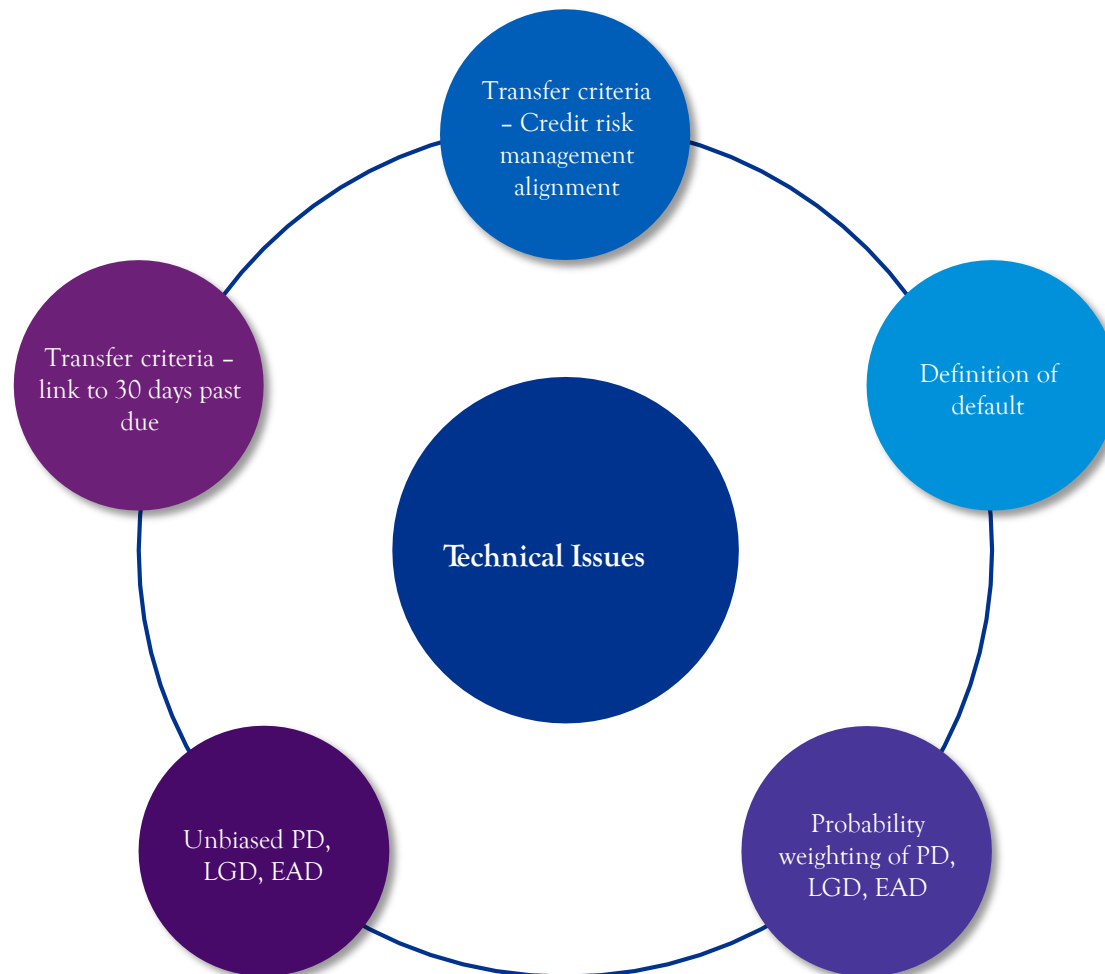 Transfer criteria
– Credit risk
management
alignment
Transfer criteria –
link to 30 days past
due
Definition of
default
Technical Issues
Unbiased PD,
LGD, EAD
Probability
weighting of PD,
LGD, EAD